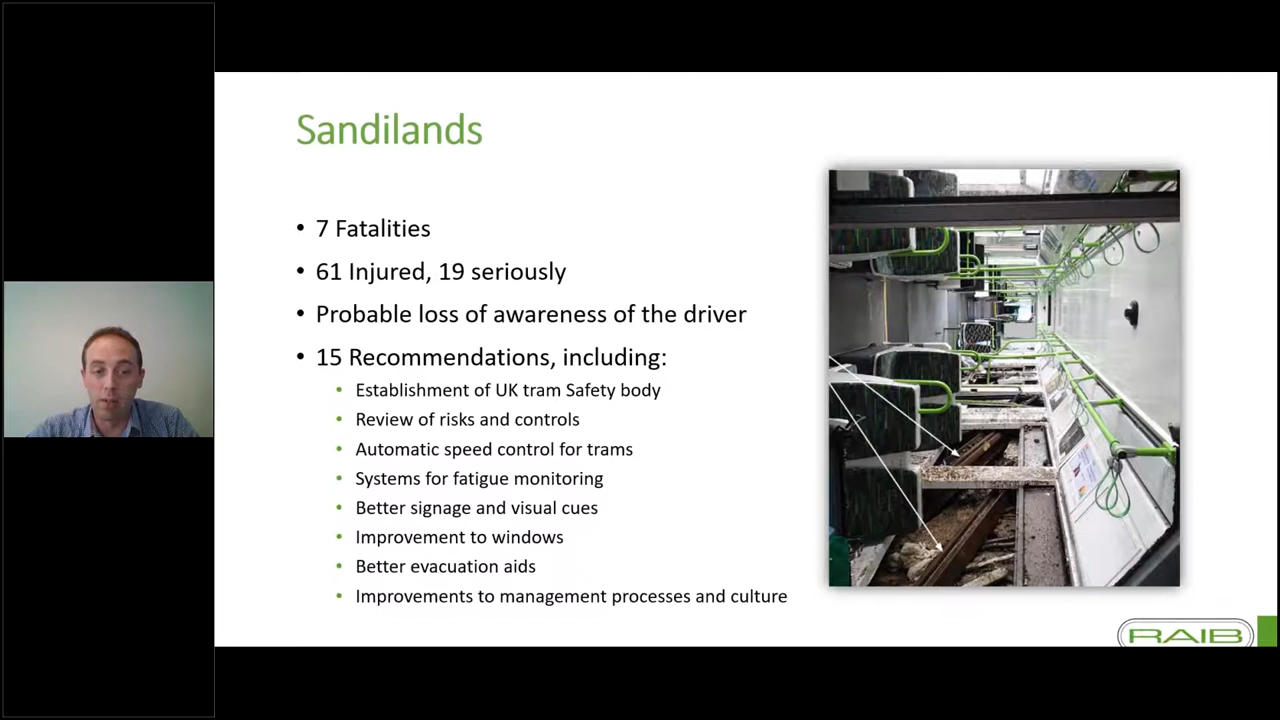 Sandilands
• 7 Fatalities
• 61 Injured, 19 seriously
• Probable loss of awareness of the driver
• 15 Recommendations, including:
• Establishment of UK tram Safety body
• Review of risks and controls
• Automatic speed control for trams
• Systems for fatigue monitoring
• Better signage and visual cues
• Improvement to windows
• Better evacuation aids
• Improvements to management processes and culture
RAIB